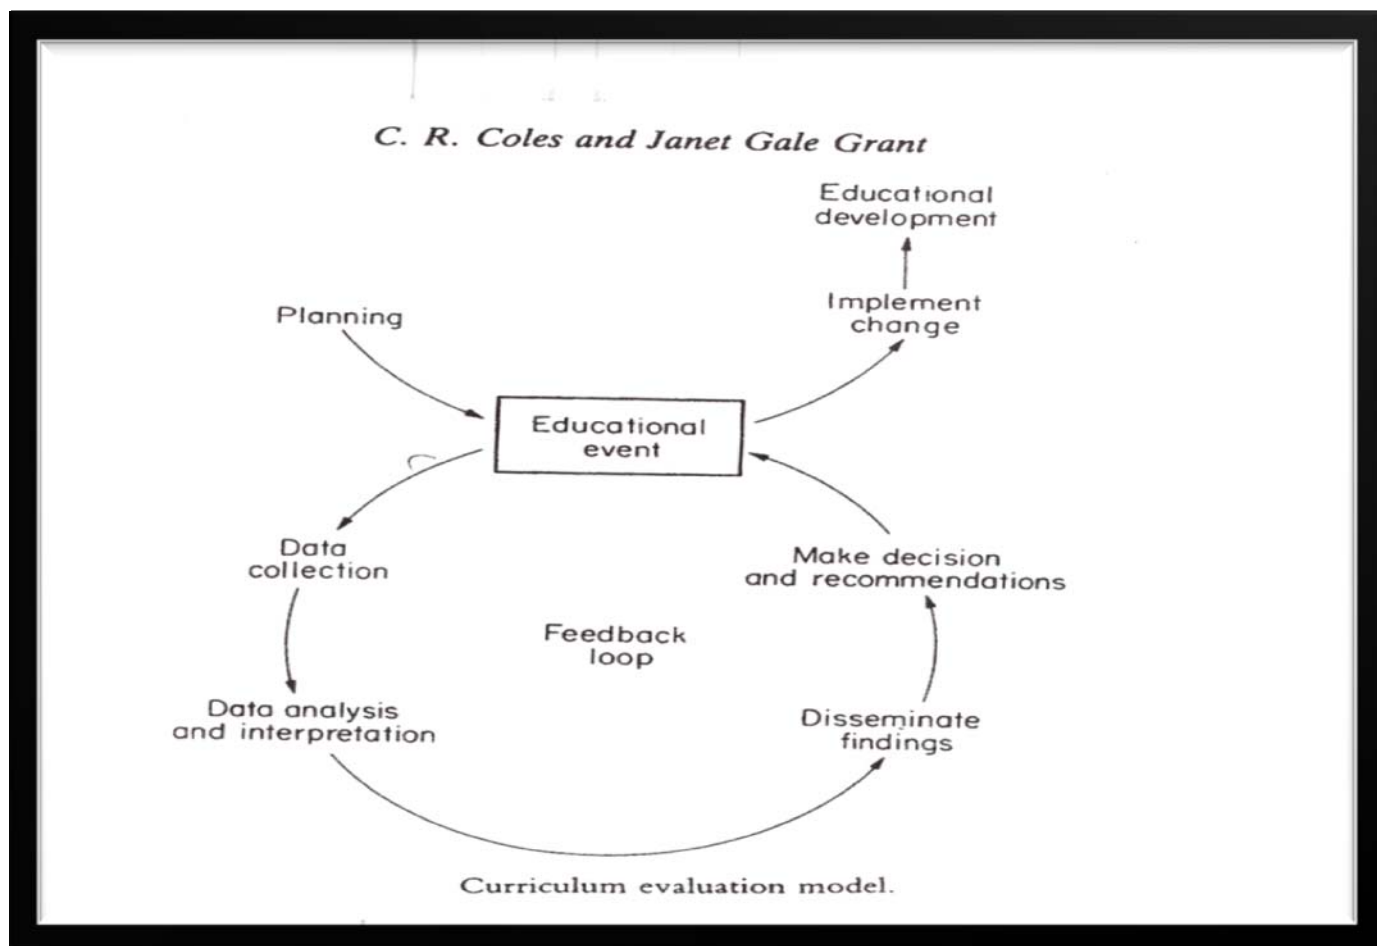 C. R. Coles and Janet Gale Grant
Educational
development
Implement
change
Planning
Educational
event
Data
collection
Make decision
and recommendations
Feedback
loop
Data analysis
and interpretation
Disseminate
findings
Curriculum evaluation model.